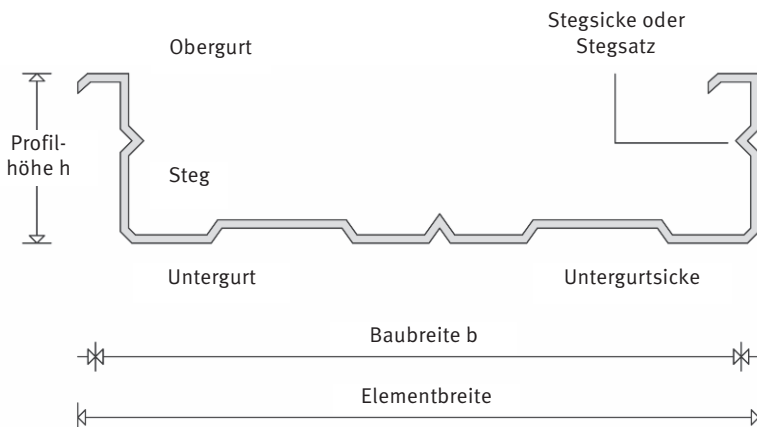 Obergurt
Stegsicke oder
Stegsatz
Profil-
höhe h
Steg
Untergurt
Untergurtsicke
Baubreite b
Elementbreite